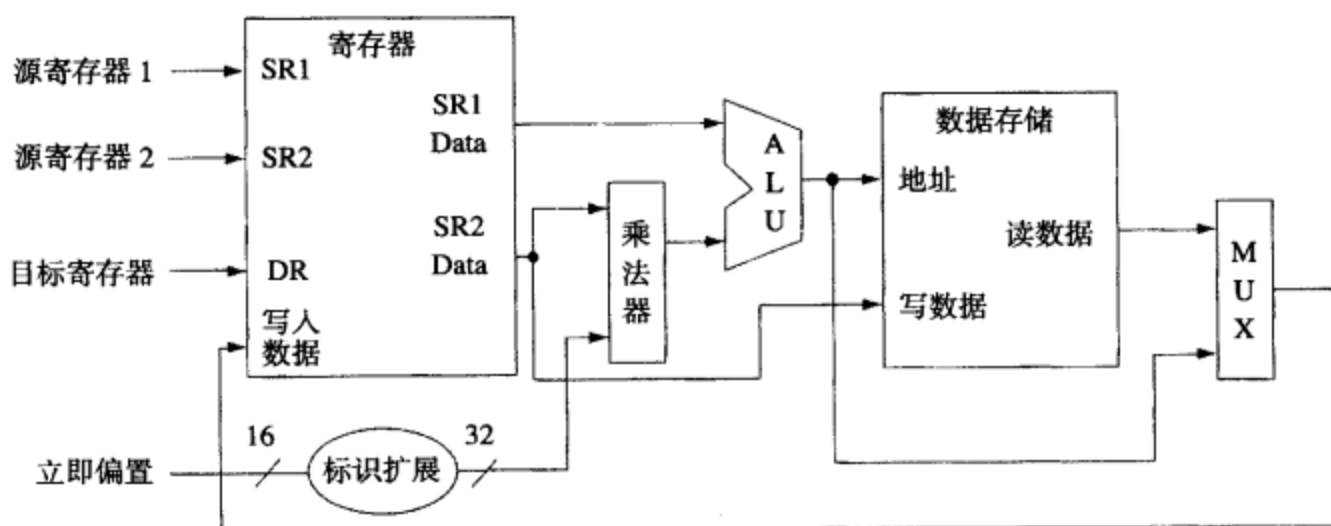 寄存器
源寄存器 1
SR1
SR1
Data
源寄存器 2
SR2
SR2
Data
目标寄存器
DR
写入
数据
乘
法
器
A
L
U
数据存储
地址
读数据
写数据
M
U
X
16
32
立即偏置
标识扩展